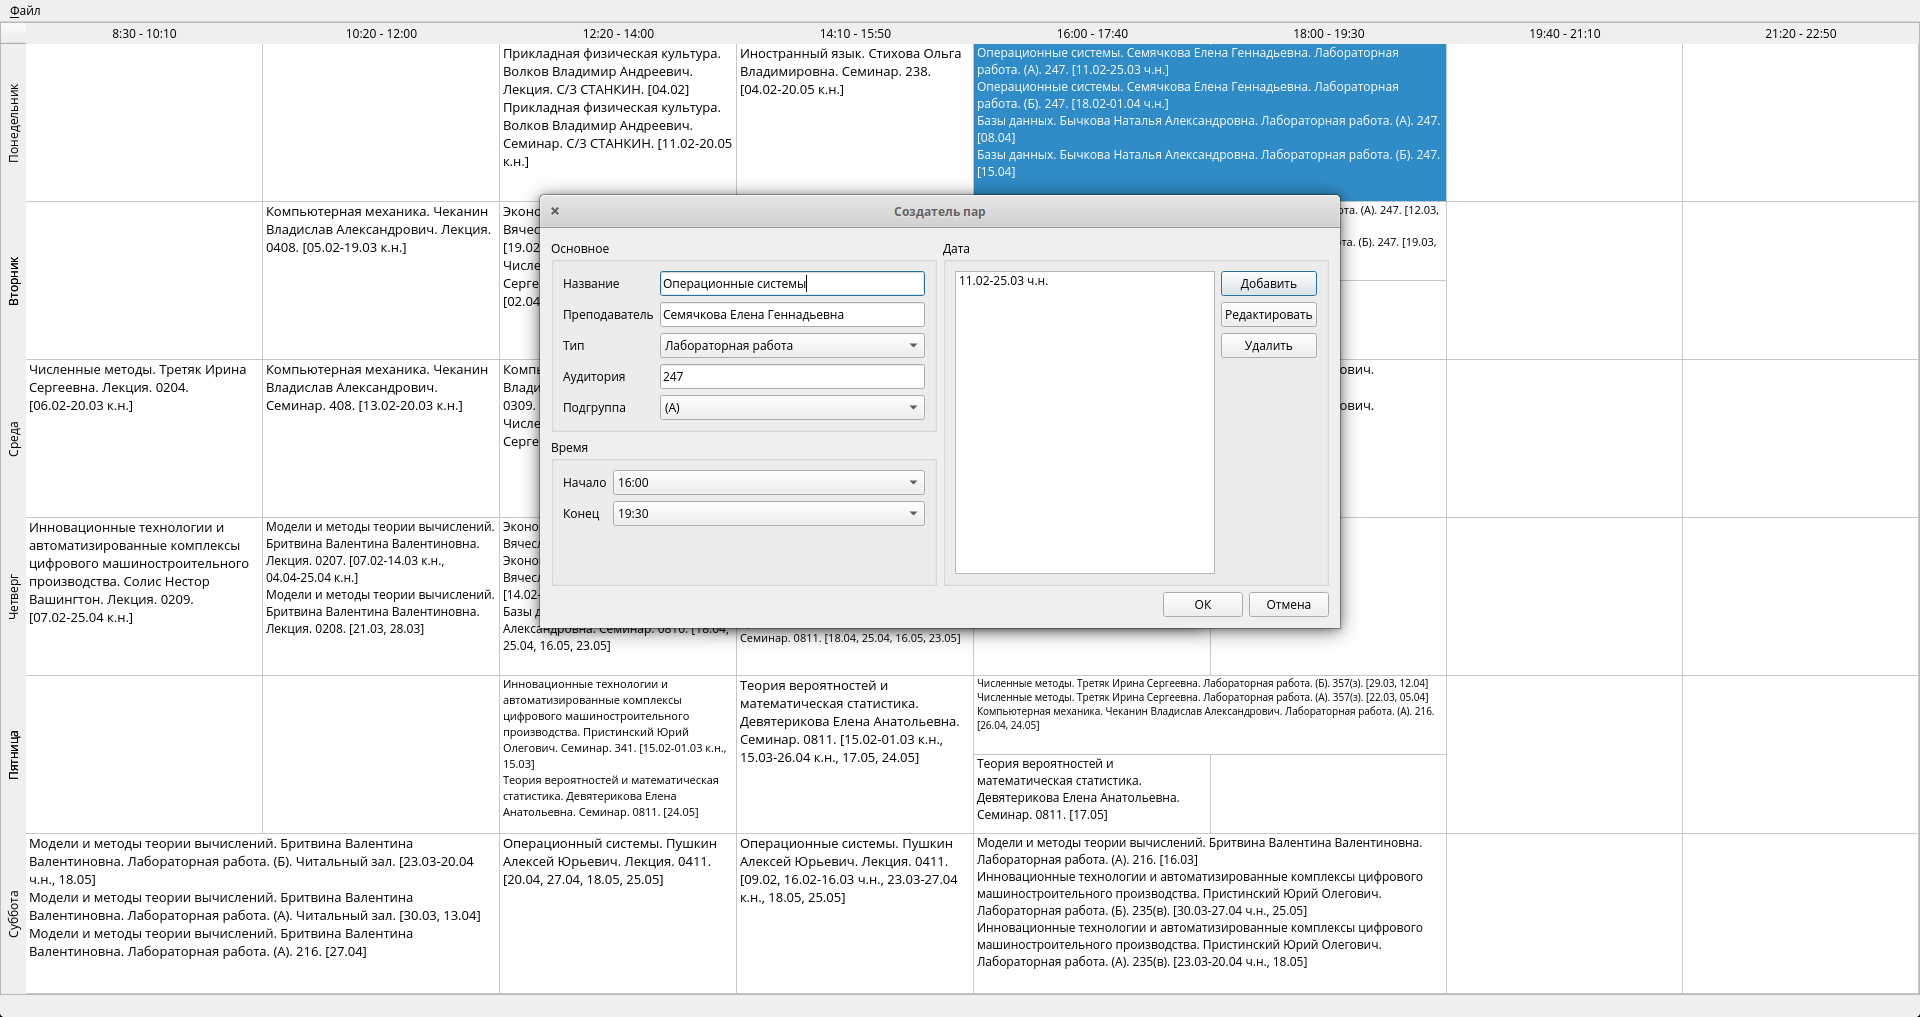 Файл
8:30 - 10:10
10:20 - 12:00
12:20 - 14:00
14:10 - 15:50
16:00 - 17:40
18:00 - 19:30
19:40 - 21:10
21:20 - 22:50
Понедельник
Прикладная физическая культура.
Волков Владимир Андреевич.
Лекция. С/З СТАНКИН. [04.02]
Прикладная физическая культура.
Волков Владимир Андреевич.
Семинар. С/З СТАНКИН. [11.02-20.05
к.н.]
Иностранный язык. Стихова Ольга
Владимировна. Семинар. 238.
[04.02-20.05 к.н.]
Операционные системы. Семячкова Елена Геннадьевна. Лабораторная
работа. (А). 247. [11.02-25.03 ч.н.]
Операционные системы. Семячкова Елена Геннадьевна. Лабораторная
работа. (Б). 247. [18.02-01.04 ч.н.]
Базы данных. Бычкова Наталья Александровна. Лабораторная работа. (А). 247.
[08.04]
Базы данных. Бычкова Наталья Александровна. Лабораторная работа. (Б). 247.
[15.04]
Вторник
Компьютерная механика. Чеканин
Владислав Александрович. Лекция.
0408. [05.02-19.03 к.н.]
Эконо
Вячес
[19.02
Числе
Серге
[02.04
та. (А). 247. [12.03,
та. (Б). 247. [19.03,
Создатель пар
Основное
Название
Операционные системы
Преподаватель
Семячкова Елена Геннадьевна
Тип
Лабораторная работа
Аудитория
247
Подгруппа
(А)
Время
Начало
16:00
Конец
19:30
Дата
11.02-25.03 ч.н.
Добавить
Редактировать
Удалить
ОК
Отмена
Среда
Численные методы. Третяк Ирина
Сергеевна. Лекция. 0204.
[06.02-20.03 к.н.]
Компьютерная механика. Чеканин
Владислав Александрович.
Семинар. 408. [13.02-20.03 к.н.]
Комп
Влади
0309.
Числе
Серге
ович.
ович.
Четверг
Инновационные технологии и
автоматизированные комплексы
цифрового машиностроительного
производства. Солис Нестор
Вашингтон. Лекция. 0209.
[07.02-25.04 к.н.]
Модели и методы теории вычислений.
Бритвина Валентина Валентиновна.
Лекция. 0207. [07.02-14.03 к.н.,
04.04-25.04 к.н.]
Модели и методы теории вычислений.
Бритвина Валентина Валентиновна.
Лекция. 0208. [21.03, 28.03]
Эконо
Вячес
Эконо
Вячес
[14.02-
Базы д
Александровна. Семинар. 0810. [18.04,
25.04, 16.05, 23.05]
Семинар. 0811. [18.04, 25.04, 16.05, 23.05]
Пятница
Инновационные технологии и
автоматизированные комплексы
цифрового машиностроительного
производства. Пристинский Юрий
Олегович. Семинар. 341. [15.02-01.03 к.н.,
15.03]
Теория вероятностей и математическая
статистика. Девятерикова Елена
Анатольевна. Семинар. 0811. [24.05]
Теория вероятностей и
математическая статистика.
Девятерикова Елена Анатольевна.
Семинар. 0811. [15.02-01.03 к.н.,
15.03-26.04 к.н., 17.05, 24.05]
Численные методы. Третяк Ирина Сергеевна. Лабораторная работа. (Б). 357(з). [29.03, 12.04]
Численные методы. Третяк Ирина Сергеевна. Лабораторная работа. (А). 357(з). [22.03, 05.04]
Компьютерная механика. Чеканин Владислав Александрович. Лабораторная работа. (А). 216.
[26.04, 24.05]
Теория вероятностей и
математическая статистика.
Девятерикова Елена Анатольевна.
Семинар. 0811. [17.05]
Суббота
Модели и методы теории вычислений. Бритвина Валентина
Валентиновна. Лабораторная работа. (Б). Читальный зал. [23.03-20.04
ч.н., 18.05]
Модели и методы теории вычислений. Бритвина Валентина
Валентиновна. Лабораторная работа. (А). Читальный зал. [30.03, 13.04]
Модели и методы теории вычислений. Бритвина Валентина
Валентиновна. Лабораторная работа. (А). 216. [27.04]
Операционный системы. Пушкин
Алексей Юрьевич. Лекция. 0411.
[20.04, 27.04, 18.05, 25.05]
Операционные системы. Пушкин
Алексей Юрьевич. Лекция. 0411.
[09.02, 16.02-16.03 ч.н., 23.03-27.04
к.н., 18.05, 25.05]
Модели и методы теории вычислений. Бритвина Валентина Валентиновна.
Лабораторная работа. (А). 216. [16.03]
Инновационные технологии и автоматизированные комплексы цифрового
машиностроительного производства. Пристинский Юрий Олегович.
Лабораторная работа. (Б). 235(в). [30.03-27.04 ч.н., 25.05]
Инновационные технологии и автоматизированные комплексы цифрового
машиностроительного производства. Пристинский Юрий Олегович.
Лабораторная работа. (А). 235(в). [23.03-20.04 ч.н., 18.05]